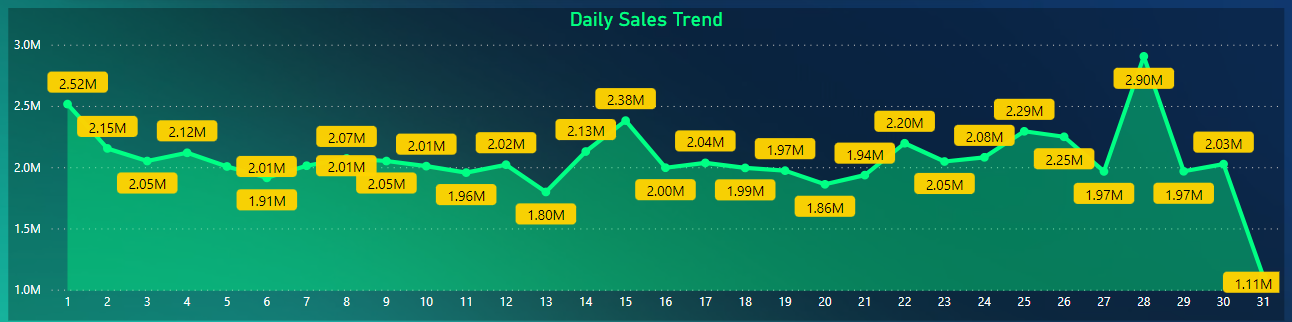 Daily Sales Trend
3.0M
2.5M
2.0M
1.5M
1.0M
2.52M
2.15M
2.05M
2.12M
2.01M
1.91M
2.01M
2.07M
2.05M
2.01M
1.96M
2.02M
1.80M
2.13M
2.38M
2.00M
2.04M
1.99M
1.97M
1.86M
1.94M
2.20M
2.05M
2.08M
2.29M
2.25M
1.97M
2.90M
1.97M
2.03M
1.11M
1 2 3 4 5 6 7 8 9 10 11 12 13 14 15 16 17 18 19 20 21 22 23 24 25 26 27 28 29 30 31